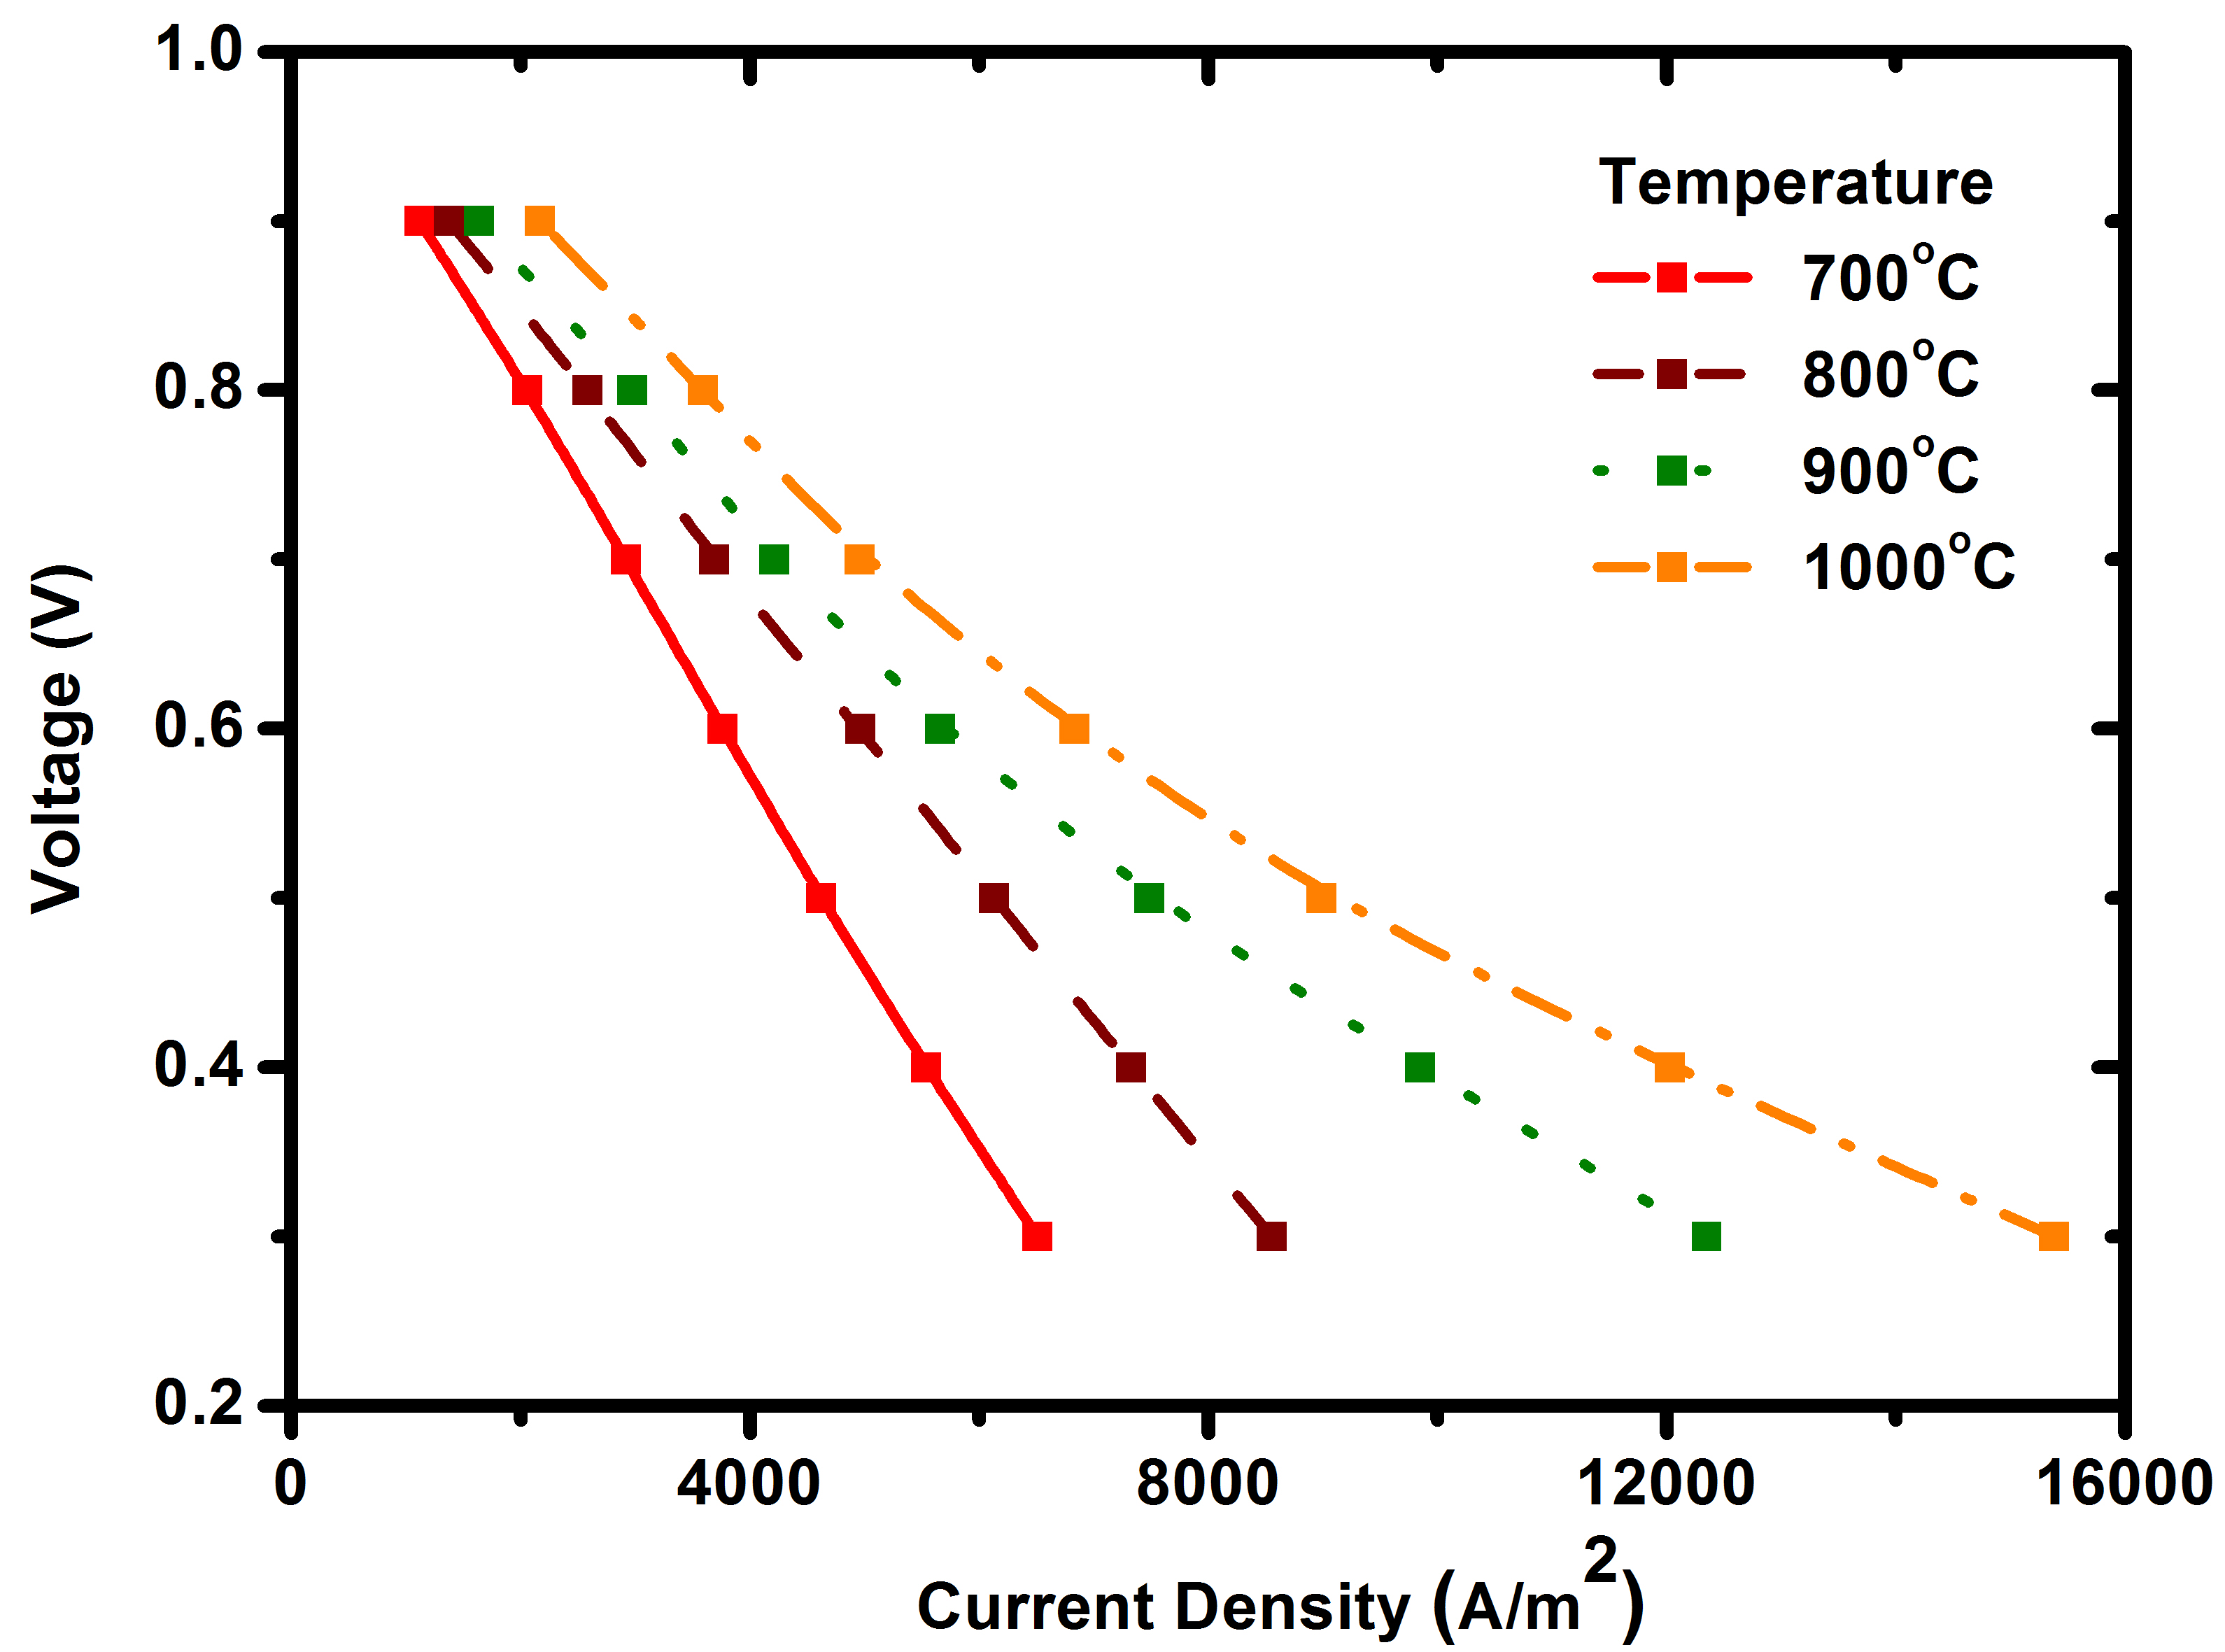 1.0
0.8
0.6
0.4
0.2
Voltage (V)
Temperature
700°C
800°C
900°C
1000°C
0 4000 8000 12000 16000
Current Density (A/m²)